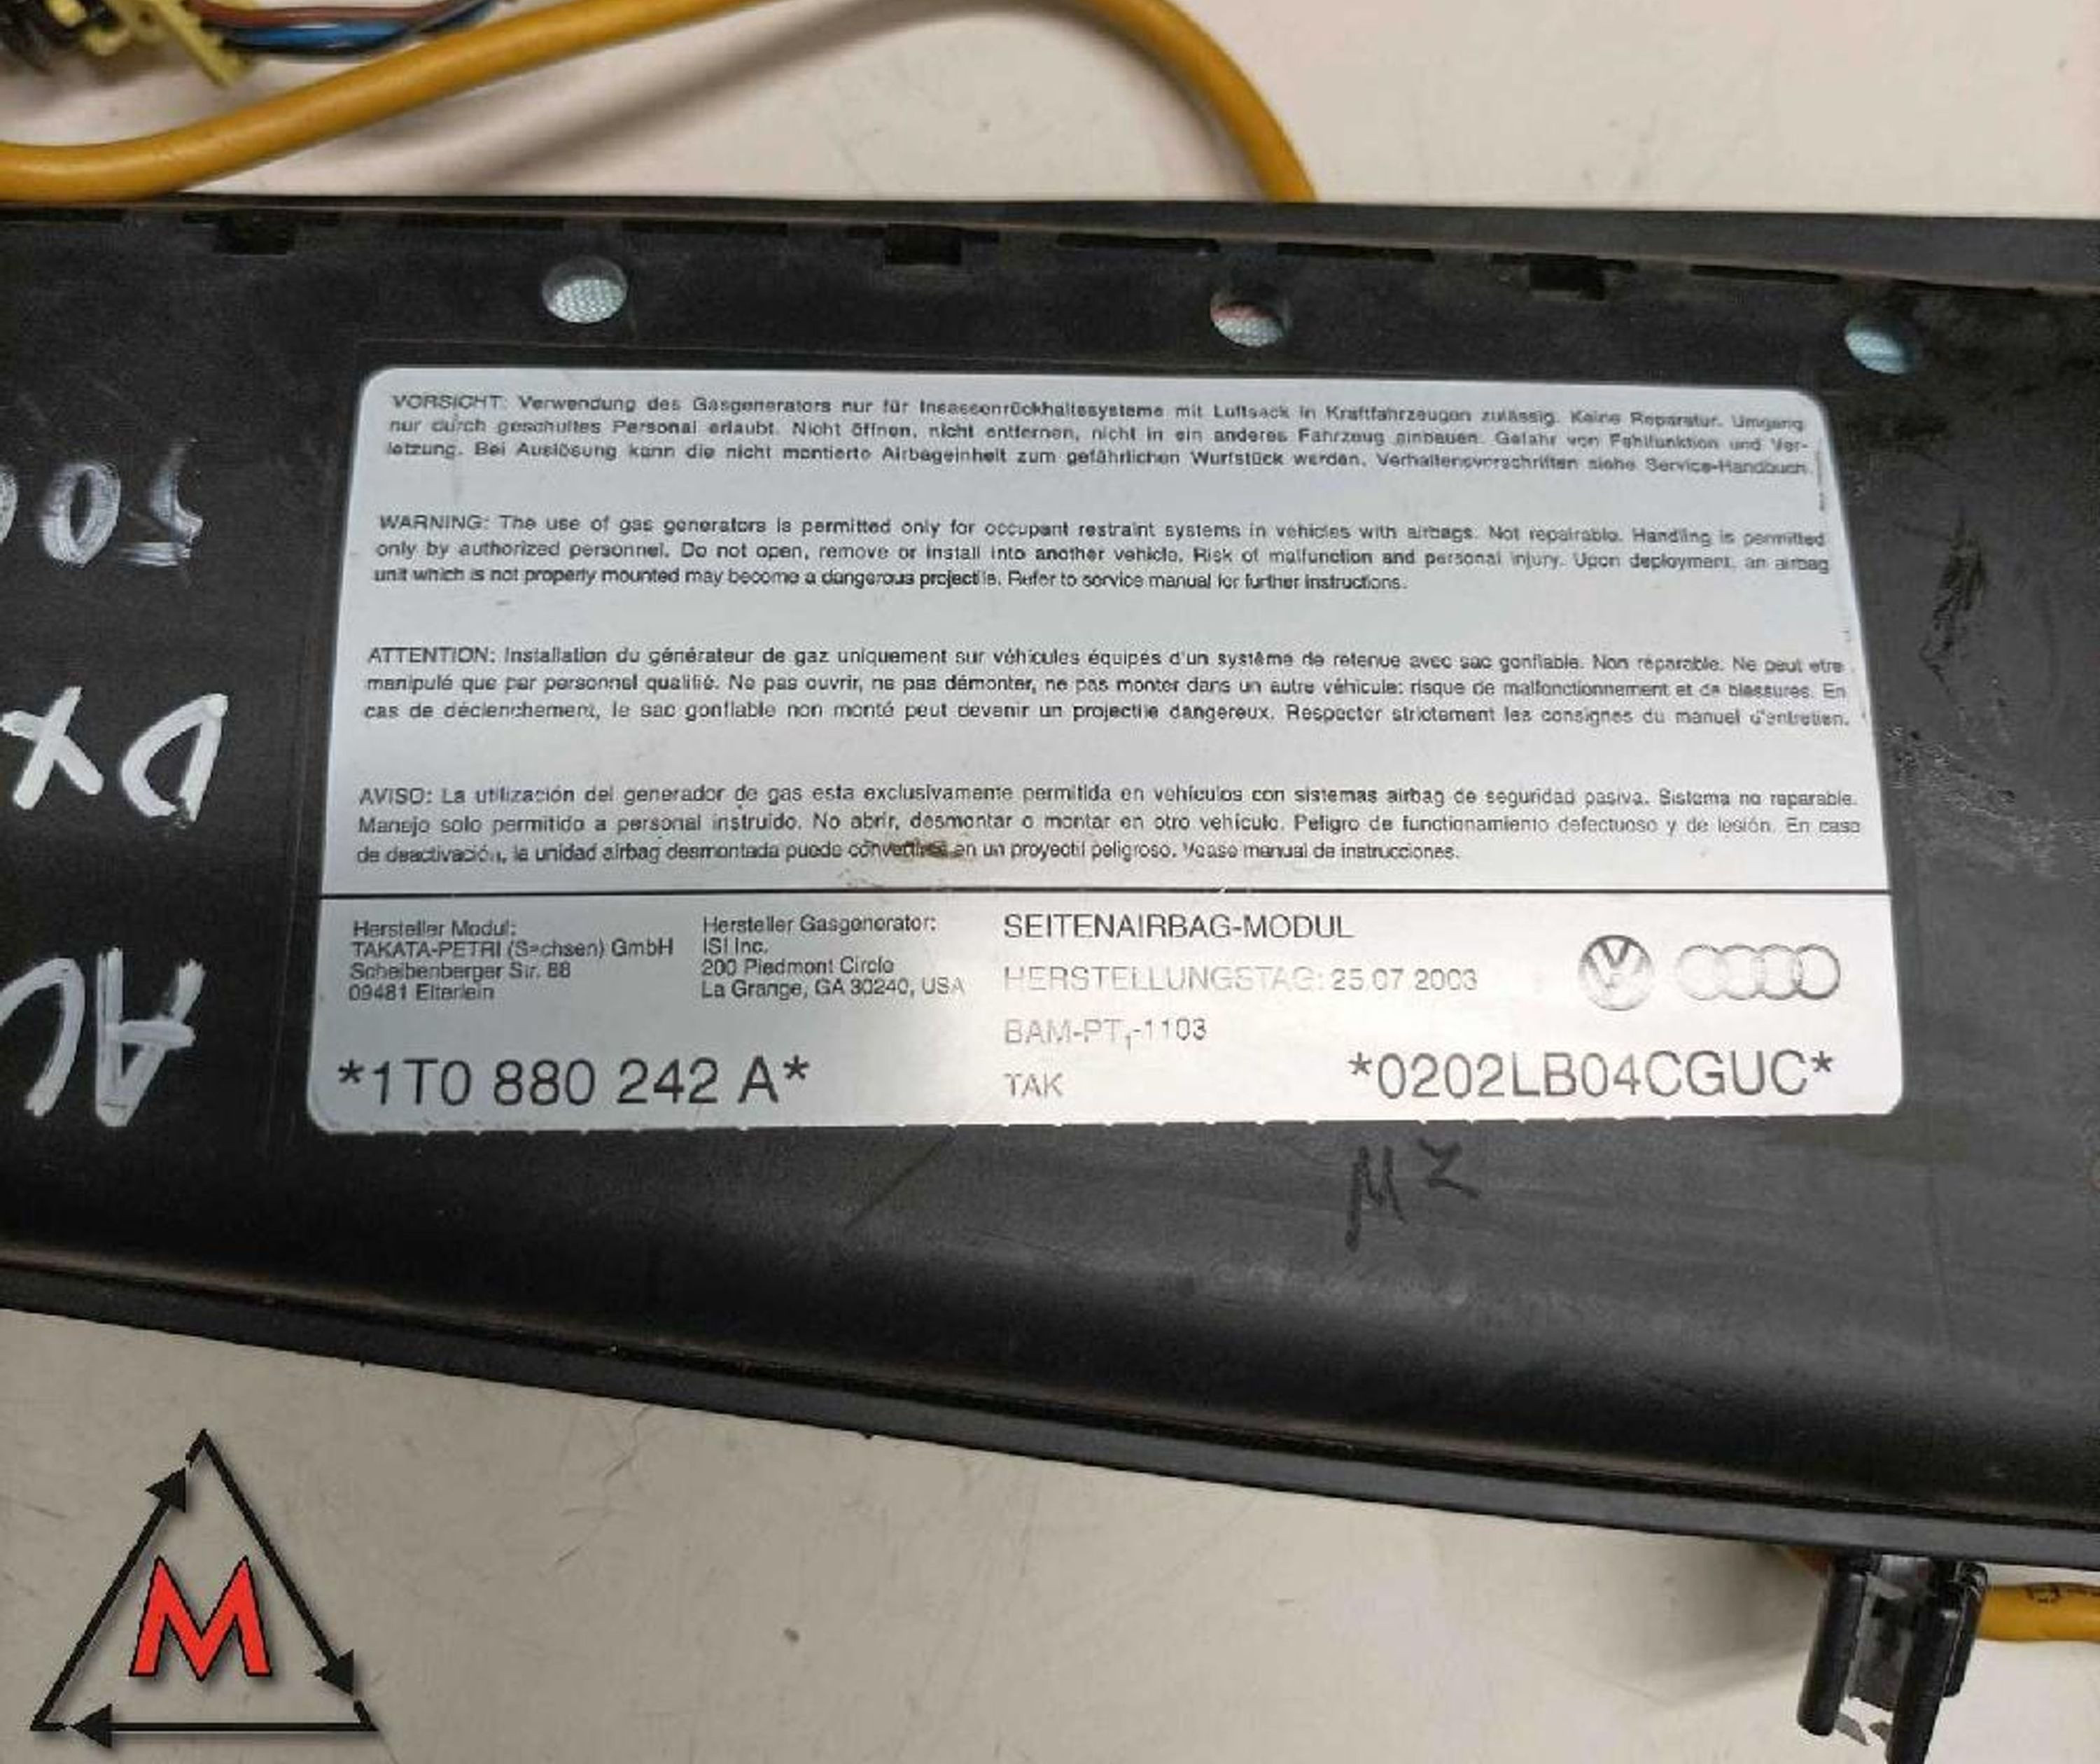 VORSICHT: Verwendung des Gasgenerators nur für Insassenrückhaltesysteme mit Luftsack in Kraftfahrzeugen zulässig. Keine Reparatur. Umgang
nur durch geschultes Personal erlaubt. Nicht öffnen, nicht entfernen, nicht in ein anderes Fahrzeug einbauen. Gefahr von Fehlfunktion und Ver-
letzung. Bei Auslösung kann die nicht montierte Airbageinheit zum gefährlichen Wurfstück werden. Verhaltensvorschriften siehe Service-Handbuch.
WARNING: The use of gas generators is permitted only for occupant restraint systems in vehicles with airbags. Not repairable. Handling is permitted
only by authorized personnel. Do not open, remove or install into another vehicle. Risk of malfunction and personal injury. Upon deployment, an airbag
unit which is not properly mounted may become a dangerous projectile. Refer to service manual for further instructions.
ATTENTION: Installation du générateur de gaz uniquement sur véhicules équipés d'un système de retenue avec sac gonflable. Non réparable. Ne peut etre
manipulé que par personnel qualifié. Ne pas ouvrir, ne pas démonter, ne pas monter dans un autre véhicule: risque de malfonctionnement et de blessures. En
cas de déclenchement, le sac gonflable non monté peut devenir un projectile dangereux. Respecter strictement les consignes du manuel d'entretien.
AVISO: La utilización del generador de gas esta exclusivamente permitida en vehículos con sistemas airbag de seguridad pasiva. Sistema no reparable.
Manejo solo permitido a personal instruido. No abrir, desmontar o montar en otro vehículo. Peligro de functionamiento defectuoso y de lesión. En caso
de deactivación, la unidad airbag desmontada puede convertirse en un proyectil peligroso. Vease manual de instrucciones.
Hersteller Modul:
TAKATA-PETRI (Sachsen) GmbH
Scheibenberger Str. 88
09481 Elterlein
Hersteller Gasgenerator:
ISI Inc.
200 Piedmont Circle
La Grange, GA 30240, USA
SEITENAIRBAG-MODUL
HERSTELLUNGSTAG: 25.07.2003
BAM-PT₁-1103
TAK
*1T0 880 242 A*
*0202LB04CGUC*
DX
MZ
M